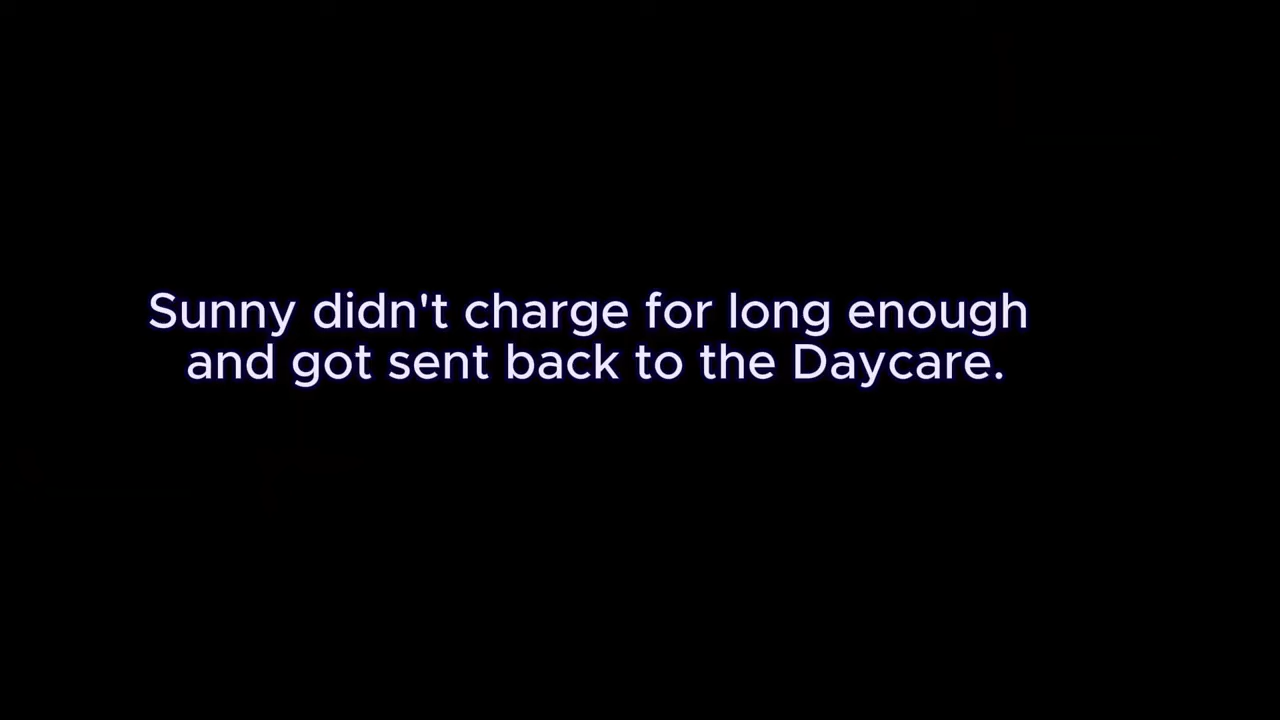 Sunny didn't charge for long enough
and got sent back to the Daycare.